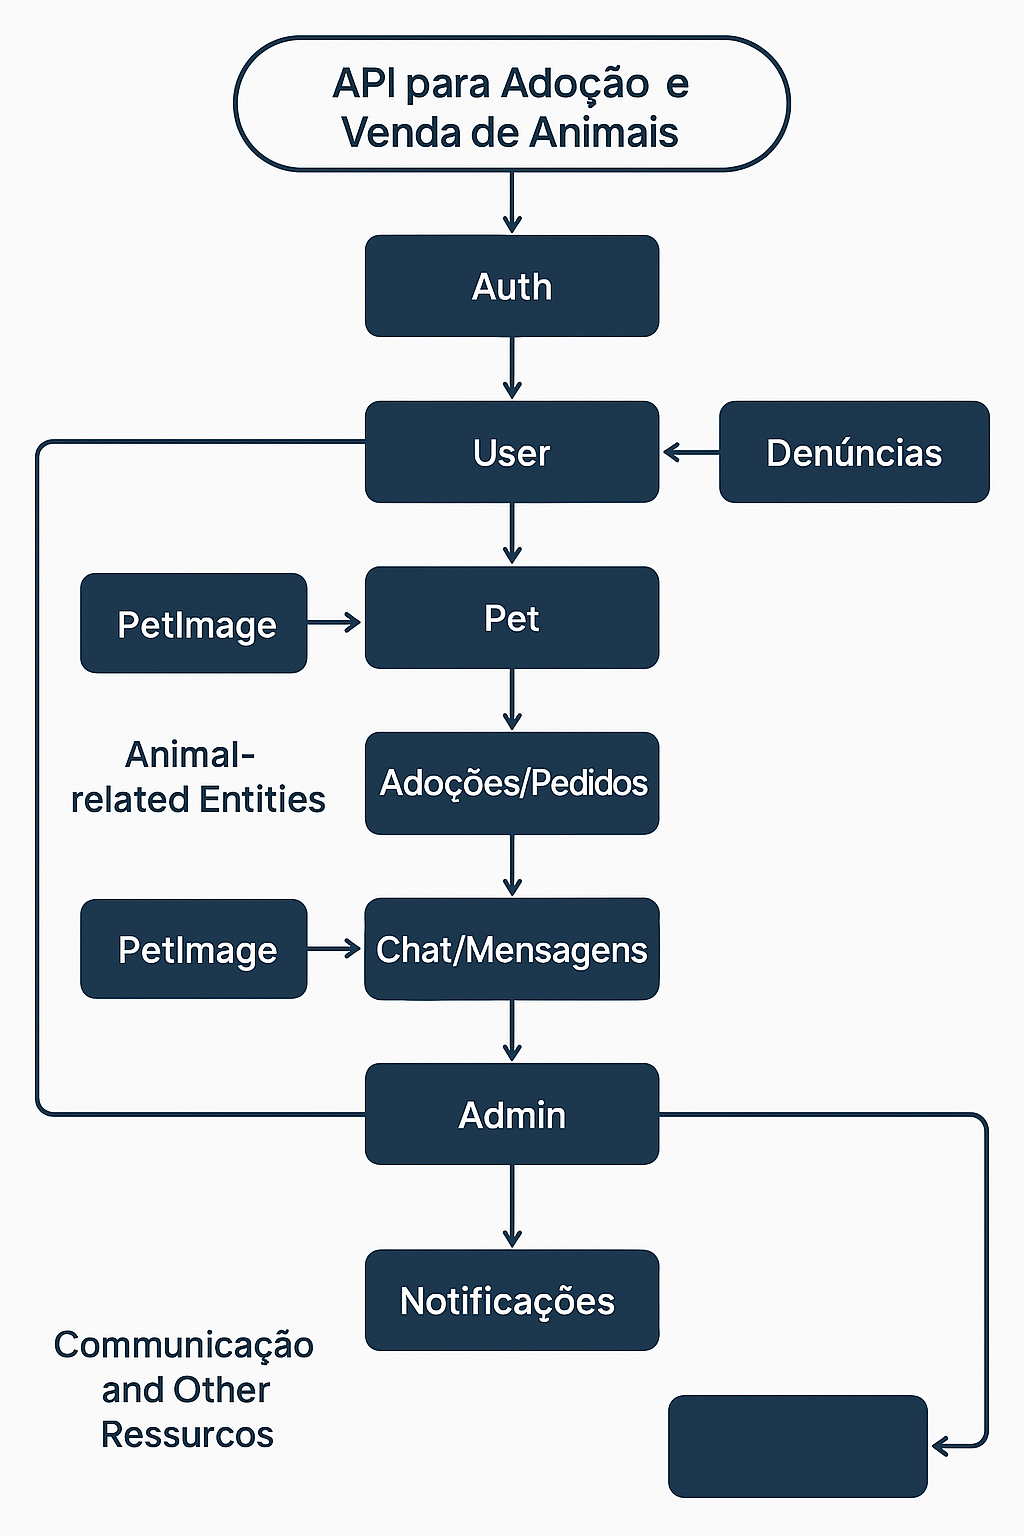 API para Adoção e
Venda de Animais
Auth
User
Denúncias
PetImage
Pet
Animal-
related Entities
Adoções/Pedidos
PetImage
Chat/Mensagens
Admin
Notificações
Communicação
and Other
Ressurcos